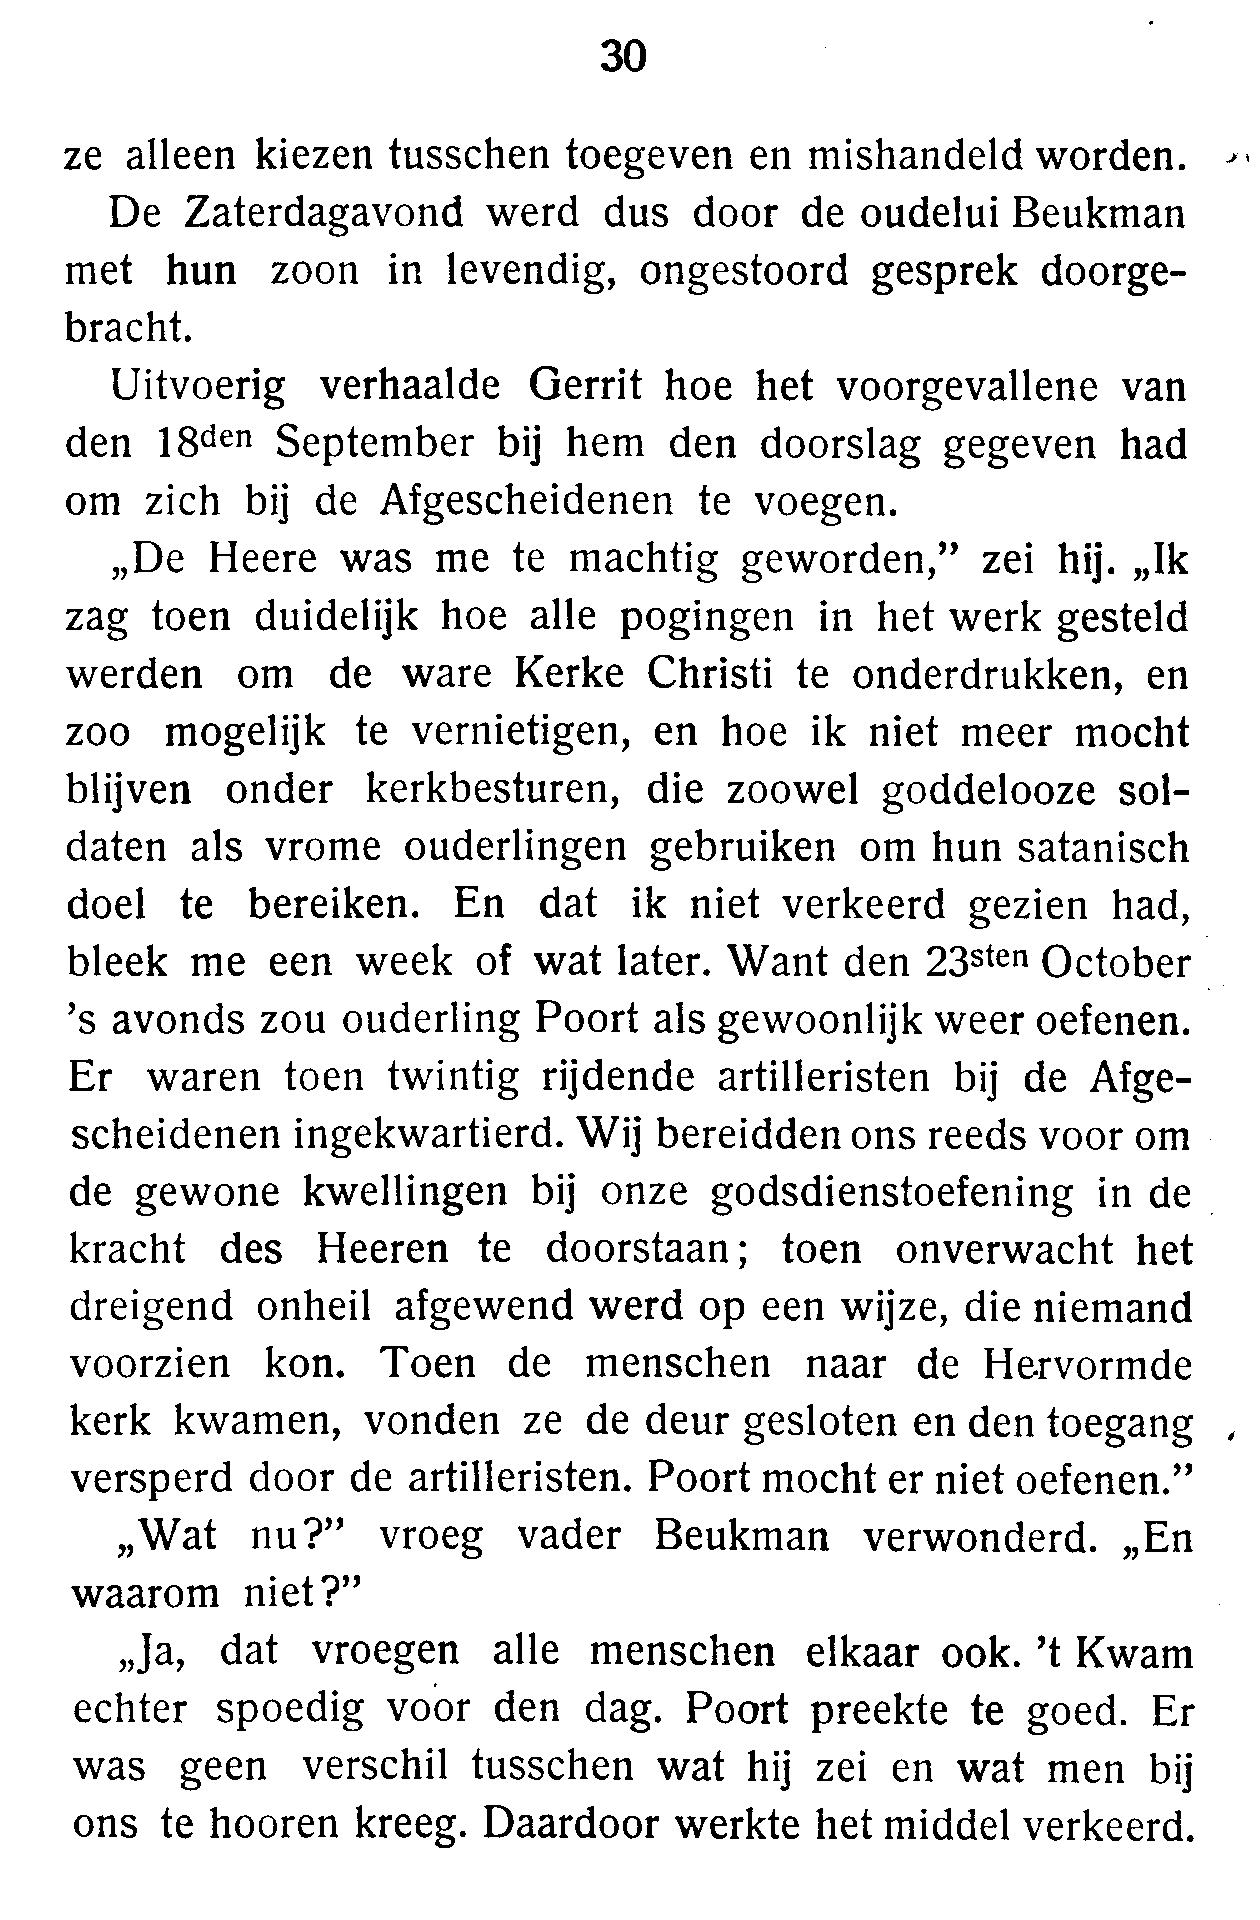 30
ze alleen kiezen tusschen toegeven en mishandeld worden.
De Zaterdagavond werd dus door de oudelui Beukman
met hun zoon in levendig, ongestoord gesprek doorge-
bracht.
Uitvoerig verhaalde Gerrit hoe het voorgevallene van
den 18den September bij hem den doorslag gegeven had
om zich bij de Afgescheidenen te voegen.
„De Heere was me te machtig geworden,” zei hij. „Ik
zag toen duidelijk hoe alle pogingen in het werk gesteld
werden om de ware Kerke Christi te onderdrukken, en
zoo mogelijk te vernietigen, en hoe ik niet meer mocht
blijven onder kerkbesturen, die zoowel goddelooze sol-
daten als vrome ouderlingen gebruiken om hun satanisch
doel te bereiken. En dat ik niet verkeerd gezien had,
bleek me een week of wat later. Want den 23sten October
’s avonds zou ouderling Poort als gewoonlijk weer oefenen.
Er waren toen twintig rijdende artilleristen bij de Afge-
scheidenen ingekwartierd. Wij bereidden ons reeds voor om
de gewone kwellingen bij onze godsdienstoefening in de
kracht des Heeren te doorstaan; toen onverwacht het
dreigend onheil afgewend werd op een wijze, die niemand
voorzien kon. Toen de menschen naar de Hervormde
kerk kwamen, vonden ze de deur gesloten en den toegang
versperd door de artilleristen. Poort mocht er niet oefenen.”
„Wat nu?” vroeg vader Beukman verwonderd. „En
waarom niet?”
„Ja, dat vroegen alle menschen elkaar ook. ’t Kwam
echter spoedig voor den dag. Poort preekte te goed. Er
was geen verschil tusschen wat hij zei en wat men bij
ons te hooren kreeg. Daardoor werkte het middel verkeerd.